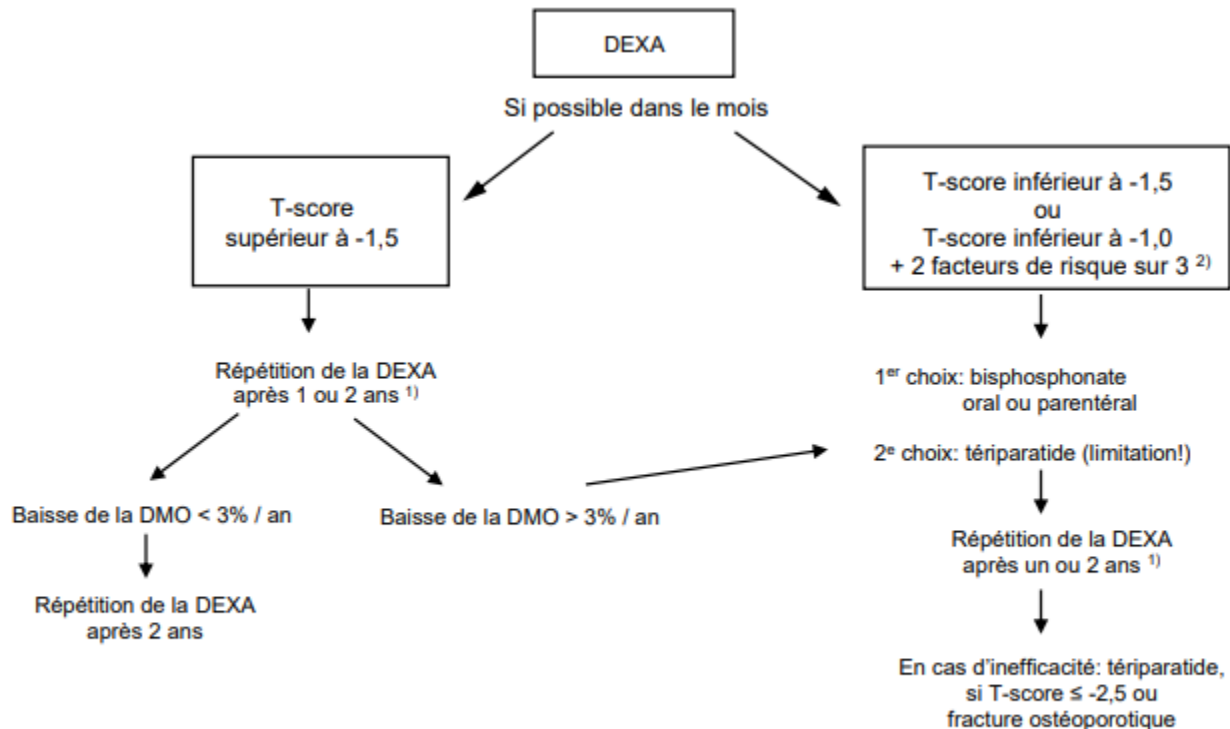 DEXA
Si possible dans le mois
T-score
supérieur à -1,5
T-score inférieur à -1,5
ou
T-score inférieur à -1,0
+ 2 facteurs de risque sur 3 2)
Répétition de la DEXA
après 1 ou 2 ans 1)
1er choix: bisphosphonate
oral ou parentéral
2e choix: tériparatide (limitation!)
Baisse de la DMO < 3% / an
Baisse de la DMO > 3% / an
Répétition de la DEXA
après un ou 2 ans 1)
Répétition de la DEXA
après 2 ans
En cas d'inefficacité: tériparatide,
si T-score ≤ -2,5 ou
fracture ostéoporotique